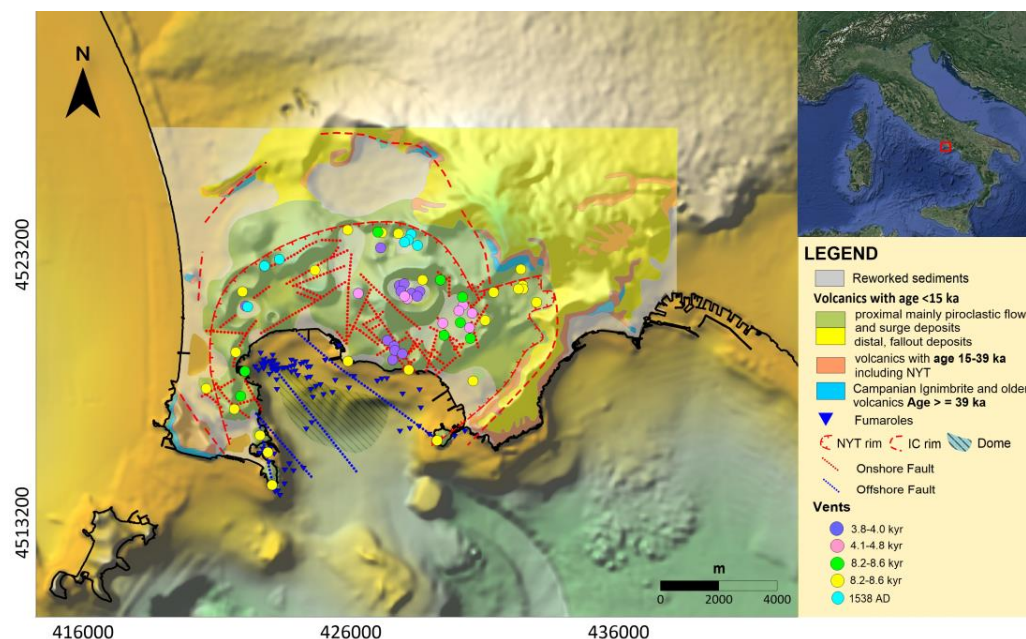 N
4523200
4513200
416000
426000
436000
m
0
2000
4000
LEGEND
Reworked sediments
Volcanics with age <15 ka
proximal mainly piroclastic flow
and surge deposits
distal, fallout deposits
volcanics with age 15-39 ka
including NYT
Campanian Ignimbrite and older
volcanics Age > = 39 ka
Fumaroles
NYT rim IC rim Dome
Onshore Fault
Offshore Fault
Vents
3.8-4.0 kyr
4.1-4.8 kyr
8.2-8.6 kyr
8.2-8.6 kyr
1538 AD